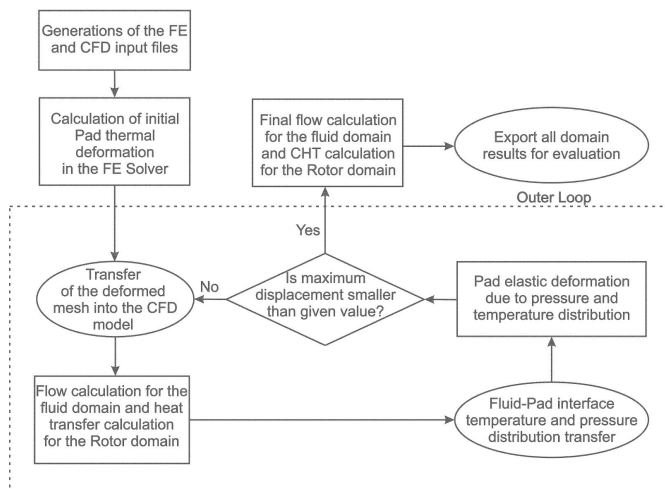 Generations of the FE
and CFD input files
Calculation of initial
Pad thermal
deformation
in the FE Solver
Final flow calculation
for the fluid domain
and CHT calculation
for the Rotor domain
Export all domain
results for evaluation
Outer Loop
Yes
Transfer
of the deformed
mesh into the CFD
model
No
Is maximum
displacement smaller
than given value?
Pad elastic deformation
due to pressure and
temperature distribution
Flow calculation for the
fluid domain and heat
transfer calculation
for the Rotor domain
Fluid-Pad interface
temperature and pressure
distribution transfer